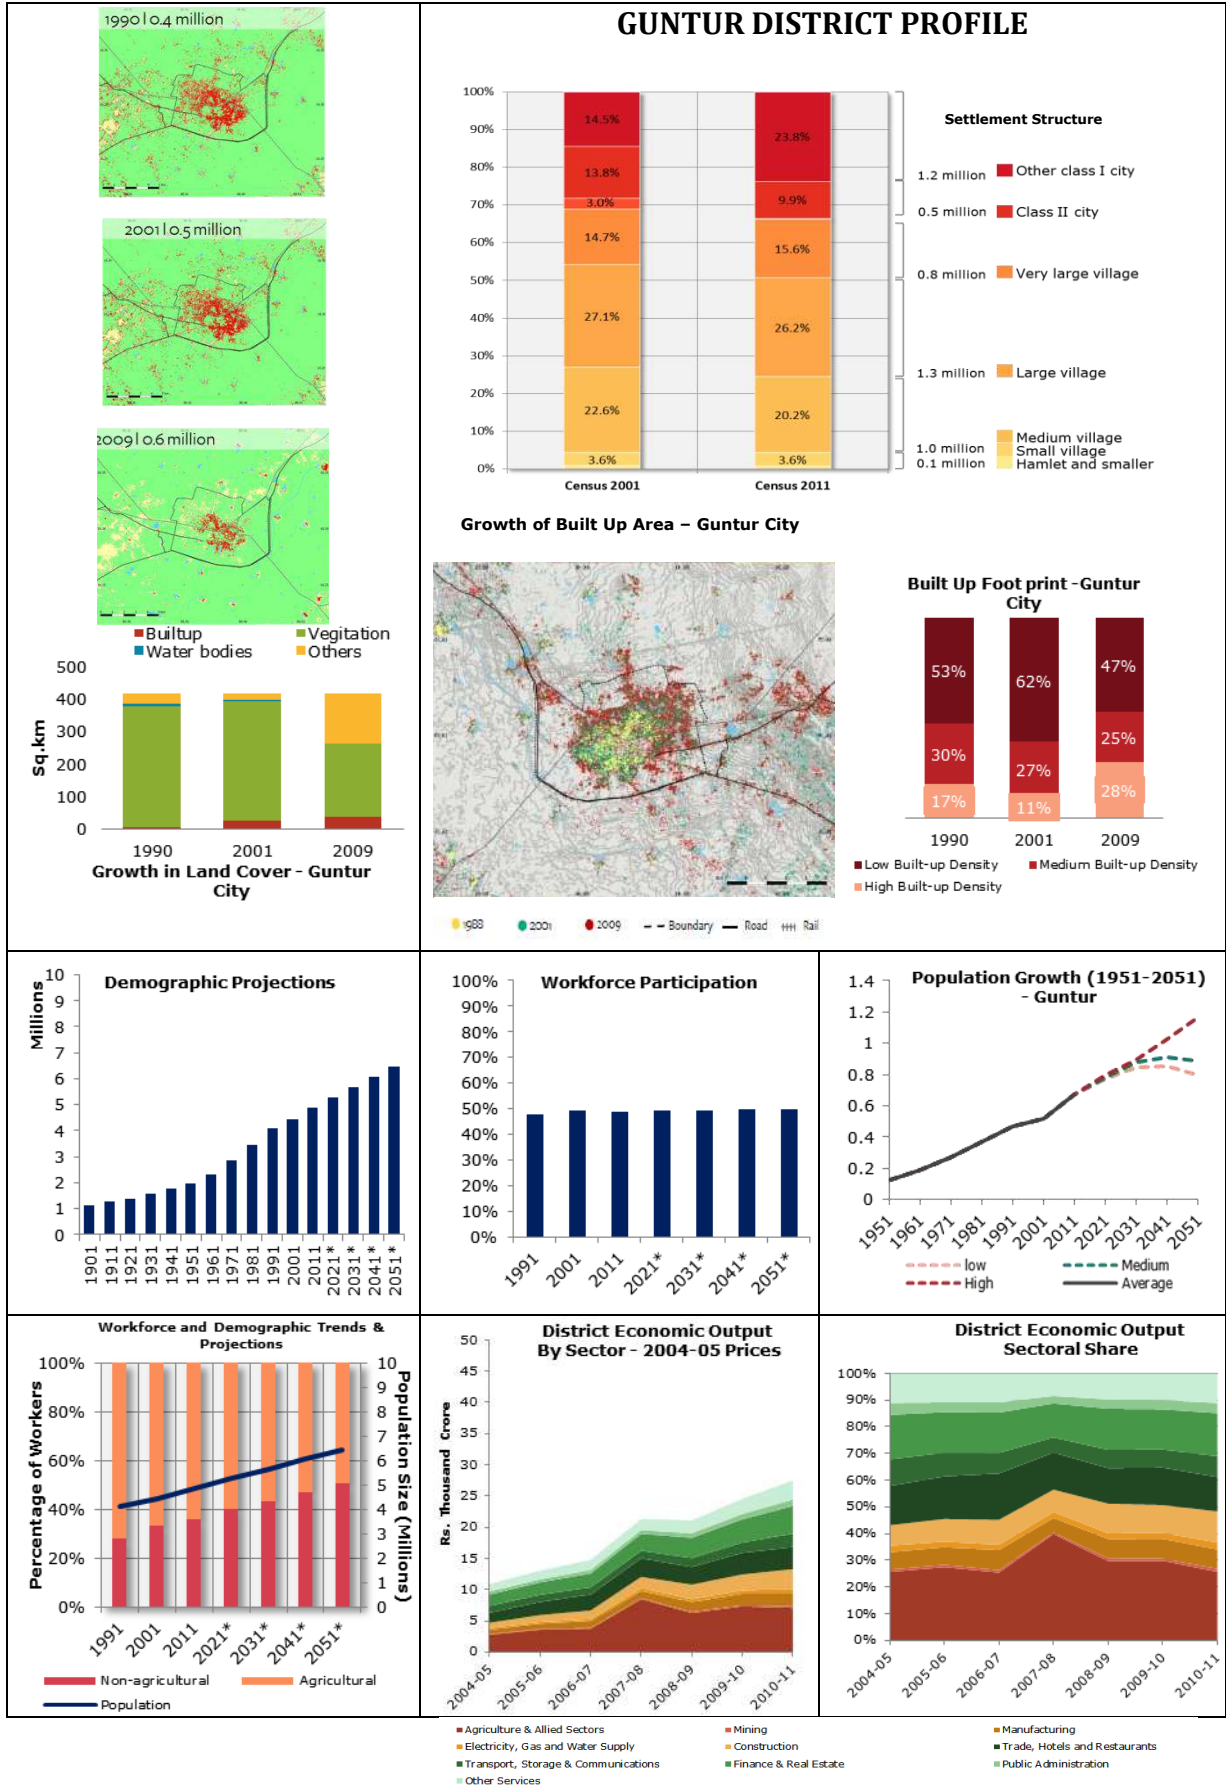 GUNTUR DISTRICT PROFILE
1990 | 0.4 million
2001 | 0.5 million
2009 | 0.6 million
Builtup
Vegitation
Water bodies
Others
500
400
300
200
100
0
Sq.km
1990
2001
2009
Growth in Land Cover - Guntur
City
100%
90%
80%
70%
60%
50%
40%
30%
20%
10%
0%
14.5%
13.8%
3.0%
14.7%
27.1%
22.6%
3.6%
23.8%
9.9%
15.6%
26.2%
20.2%
3.6%
Census 2001
Census 2011
Settlement Structure
1.2 million
Other class I city
0.5 million
Class II city
0.8 million
Very large village
1.3 million
Large village
Medium village
1.0 million
Small village
0.1 million
Hamlet and smaller
Growth of Built Up Area – Guntur City
1988
2001
2009
Boundary
Road
Rail
Built Up Foot print -Guntur
City
53%
62%
47%
30%
27%
25%
17%
11%
28%
1990
2001
2009
Low Built-up Density
Medium Built-up Density
High Built-up Density
Demographic Projections
Millions
10
9
8
7
6
5
4
3
2
1
0
1901
1911
1921
1931
1941
1951
1961
1971
1981
1991
2001
2011
2021*
2031*
2041*
2051*
Workforce Participation
100%
90%
80%
70%
60%
50%
40%
30%
20%
10%
0%
1991
2001
2011
2021*
2031*
2041*
2051*
Population Growth (1951-2051)
- Guntur
1.4
1.2
1
0.8
0.6
0.4
0.2
0
1951
1961
1971
1981
1991
2001
2011
2021
2031
2041
2051
low
Medium
High
Average
Workforce and Demographic Trends &
Projections
Percentage of Workers
100%
80%
60%
40%
20%
0%
Population Size (Millions)
10
9
8
7
6
5
4
3
2
1
0
1991
2001
2011
2021*
2031*
2041*
2051*
Non-agricultural
Agricultural
Population
District Economic Output
By Sector - 2004-05 Prices
Rs. Thousand Crore
50
45
40
35
30
25
20
15
10
5
0
2004-05
2005-06
2006-07
2007-08
2008-09
2009-10
2010-11
District Economic Output
Sectoral Share
100%
90%
80%
70%
60%
50%
40%
30%
20%
10%
0%
2004-05
2005-06
2006-07
2007-08
2008-09
2009-10
2010-11
Agriculture & Allied Sectors
Mining
Manufacturing
Electricity, Gas and Water Supply
Construction
Trade, Hotels and Restaurants
Transport, Storage & Communications
Finance & Real Estate
Public Administration
Other Services